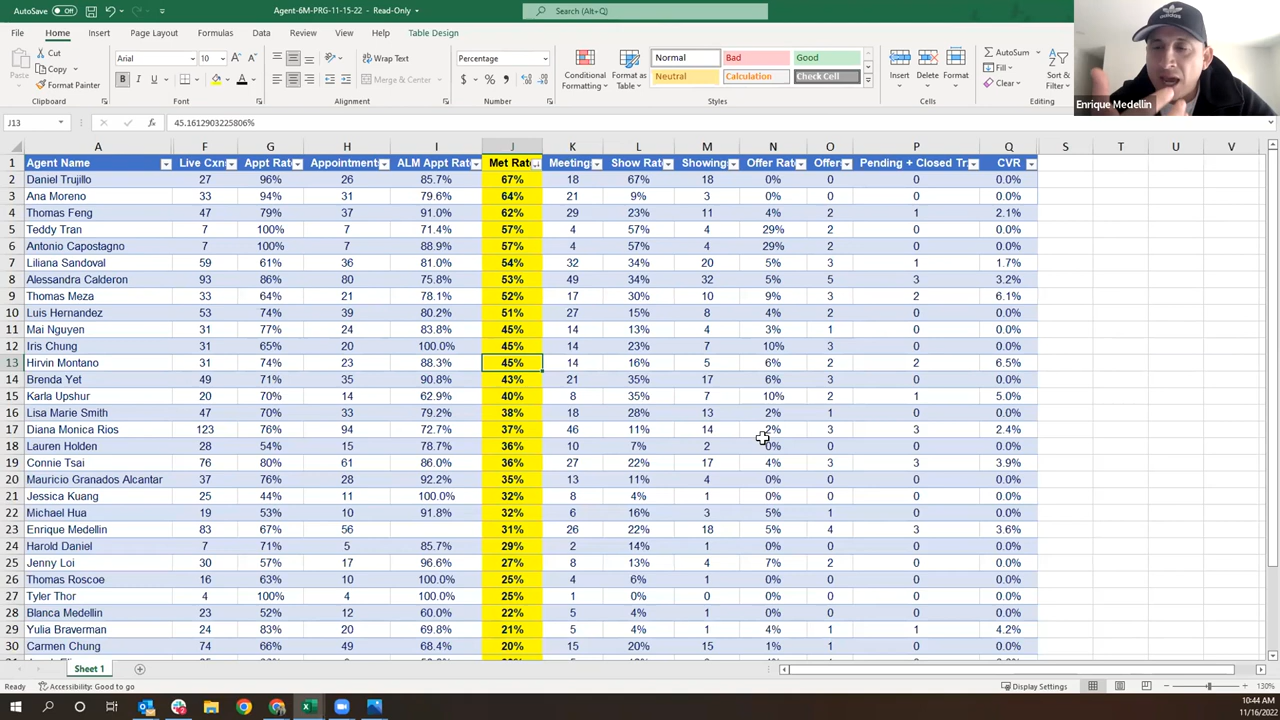 AutoSave Off Agent-6M-PRG-11-15-22 - Read-Only Search (Alt+Q)
File Home Insert Page Layout Formulas Data Review View Help Table Design
Paste Cut Copy Format Painter Clipboard
Arial 10 A A B I U A Font
ab Wrap Text Merge & Center Alignment
Percentage $ % 9 Number
Conditional Formatting Format as Table Normal Bad Good Neutral Calculation Check Cell Styles
Insert Delete Format Cells
AutoSum Fill Clear Sort & Editing
Enrique Medellin
J13 fx 45.1612903225806%
A F G H I J K L M N O P Q S T U V
1 Agent Name Live Cxn Appt Rat Appointment ALM Appt Rat Met Rat Meeting Show Rat Showing Offer Rat Offer Pending + Closed Tr CVR
2 Daniel Trujillo 27 96% 26 85.7% 67% 18 67% 18 0% 0 0 0.0%
3 Ana Moreno 33 94% 31 79.6% 64% 21 9% 3 0% 0 0 0.0%
4 Thomas Feng 47 79% 37 91.0% 62% 29 23% 11 4% 2 1 2.1%
5 Teddy Tran 7 100% 7 71.4% 57% 4 57% 4 29% 2 0 0.0%
6 Antonio Capostagno 7 100% 7 88.9% 57% 4 57% 4 29% 2 0 0.0%
7 Liliana Sandoval 59 61% 36 81.0% 54% 32 34% 20 5% 3 1 1.7%
8 Alessandra Calderon 93 86% 80 75.8% 53% 49 34% 32 5% 5 3 3.2%
9 Thomas Meza 33 64% 21 78.1% 52% 17 30% 10 9% 3 2 6.1%
10 Luis Hernandez 53 74% 39 80.2% 51% 27 15% 8 4% 2 0 0.0%
11 Mai Nguyen 31 77% 24 83.8% 45% 14 13% 4 3% 1 0 0.0%
12 Iris Chung 31 65% 20 100.0% 45% 14 23% 7 10% 3 0 0.0%
13 Hirvin Montano 31 74% 23 88.3% 45% 14 16% 5 6% 2 2 6.5%
14 Brenda Yet 49 71% 35 90.8% 43% 21 35% 17 6% 3 0 0.0%
15 Karla Upshur 20 70% 14 62.9% 40% 8 35% 7 10% 2 1 5.0%
16 Lisa Marie Smith 47 70% 33 79.2% 38% 18 28% 13 2% 1 0 0.0%
17 Diana Monica Rios 123 76% 94 72.7% 37% 46 11% 14 2% 3 3 2.4%
18 Lauren Holden 28 54% 15 78.7% 36% 10 7% 2 0% 0 0 0.0%
19 Connie Tsai 76 80% 61 86.0% 36% 27 22% 17 4% 3 3 3.9%
20 Mauricio Granados Alcantar 37 76% 28 92.2% 35% 13 11% 4 0% 0 0 0.0%
21 Jessica Kuang 25 44% 11 100.0% 32% 8 4% 1 0% 0 0 0.0%
22 Michael Hua 19 53% 10 91.8% 32% 6 16% 3 5% 1 0 0.0%
23 Enrique Medellin 83 67% 56 31% 26 22% 18 5% 4 3 3.6%
24 Harold Daniel 7 71% 5 85.7% 29% 2 14% 1 0% 0 0 0.0%
25 Jenny Loi 30 57% 17 96.6% 27% 8 13% 4 7% 2 0 0.0%
26 Thomas Roscoe 16 63% 10 100.0% 25% 4 6% 1 0% 0 0 0.0%
27 Tyler Thor 4 100% 4 100.0% 25% 1 0% 0 0% 0 0 0.0%
28 Blanca Medellin 23 52% 12 60.0% 22% 5 4% 1 0% 0 0 0.0%
29 Yulia Braverman 24 83% 20 69.8% 21% 5 4% 1 4% 1 1 4.2%
30 Carmen Chung 74 66% 49 68.4% 20% 15 20% 15 1% 1 0 0.0%
Sheet 1
Ready Accessibility: Good to go Display Settings 130%
10:44 AM
11/16/2022